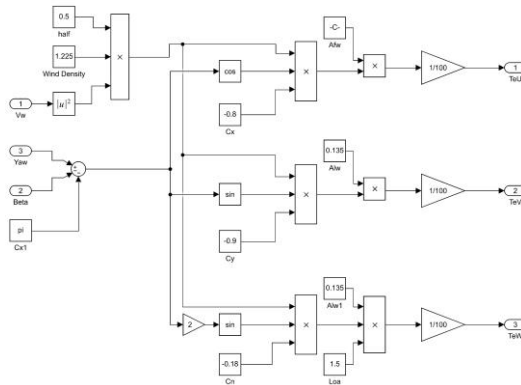 0.5
half
1.225
Wind Density
×
1
Vw
|u|²
3
Yaw
2
Beta
pi
Cx1
cos
-0.8
Cx
×
-C-
Afw
×
1/100
1
TeU
sin
-0.9
Cy
×
0.135
Alw
×
1/100
2
TeV
2
sin
-0.18
Cn
×
0.135
Alw1
1.5
Loa
×
1/100
3
TeW